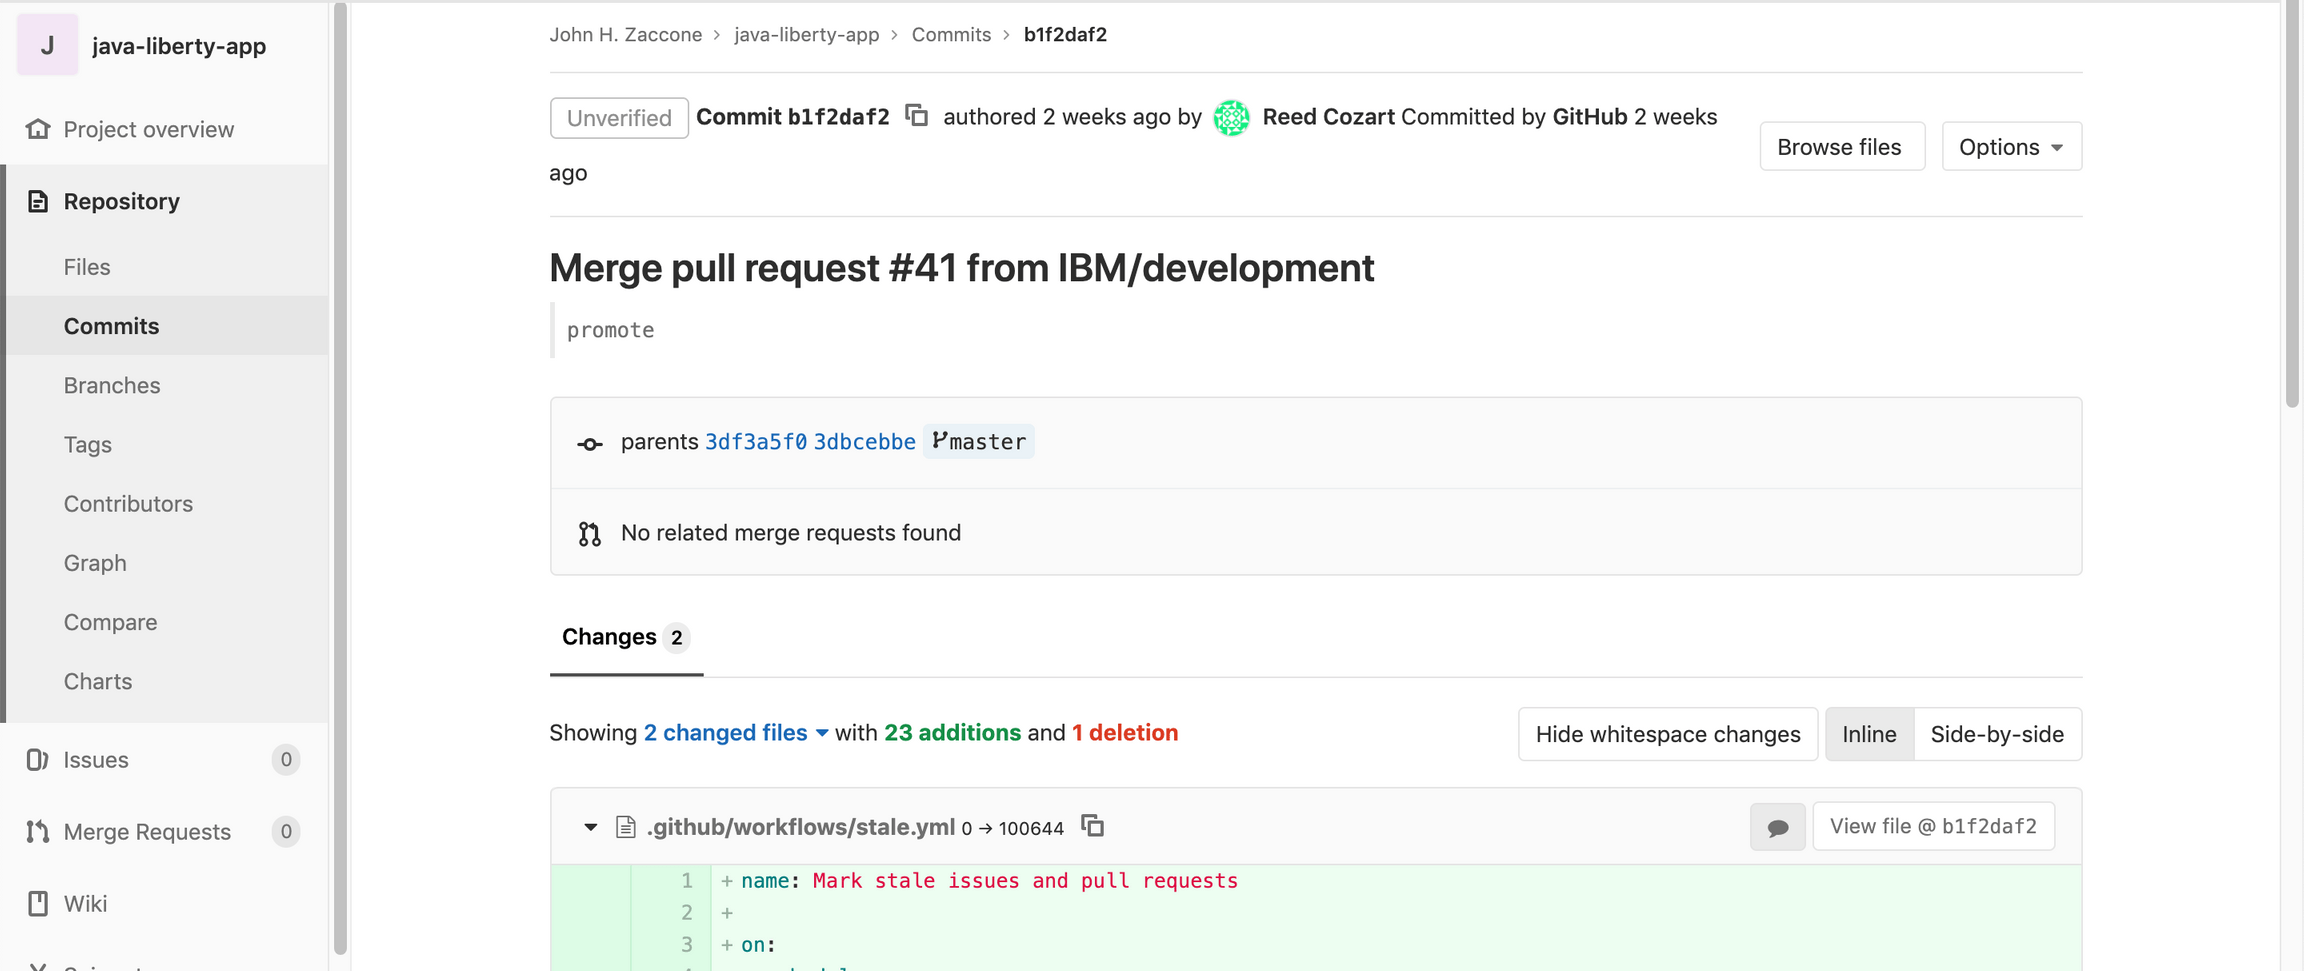 J java-liberty-app
Project overview
Repository
Files
Commits
Branches
Tags
Contributors
Graph
Compare
Charts
Issues 0
Merge Requests 0
Wiki
John H. Zaccone > java-liberty-app > Commits > b1f2daf2
Unverified Commit b1f2daf2 authored 2 weeks ago by Reed Cozart Committed by GitHub 2 weeks
ago
Browse files Options
Merge pull request #41 from IBM/development
promote
parents 3df3a5f0 3dbcebbe master
No related merge requests found
Changes 2
Showing 2 changed files with 23 additions and 1 deletion
Hide whitespace changes Inline Side-by-side
.github/workflows/stale.yml 0 → 100644 View file @ b1f2daf2
1 + name: Mark stale issues and pull requests
2 +
3 + on: